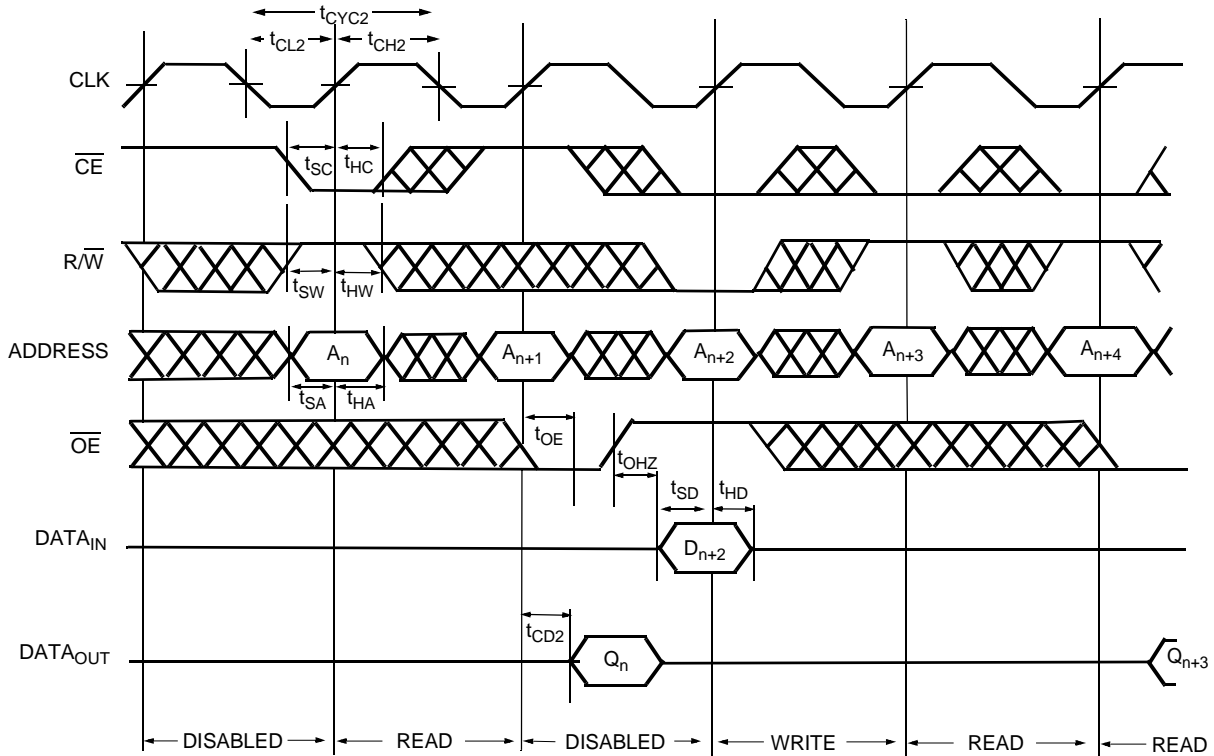 tCYC2
tCL2 tCH2
CLK
CE
tSC tHC
R/W
tSW tHW
ADDRESS An An+1 An+2 An+3 An+4
tSA tHA
OE
tOE
tOHZ
tSD tHD
DATAIN Dn+2
tCD2
DATAOUT Qn Qn+3
DISABLED READ DISABLED WRITE READ READ